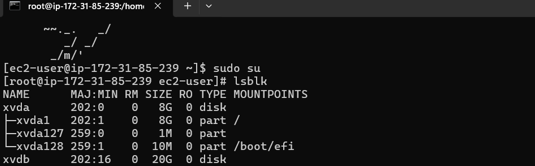 root@ip-172-31-85-239:/home
~~._.   _/
_/ _/
_/m/'
[ec2-user@ip-172-31-85-239 ~]$ sudo su
[root@ip-172-31-85-239 ec2-user]# lsblk
NAME     MAJ:MIN RM SIZE RO TYPE MOUNTPOINTS
xvda     202:0    0   8G  0 disk
├─xvda1  202:1    0   8G  0 part /
├─xvda127 259:0    0   1M  0 part
└─xvda128 259:1    0  10M  0 part /boot/efi
xvdb     202:16   0  20G  0 disk